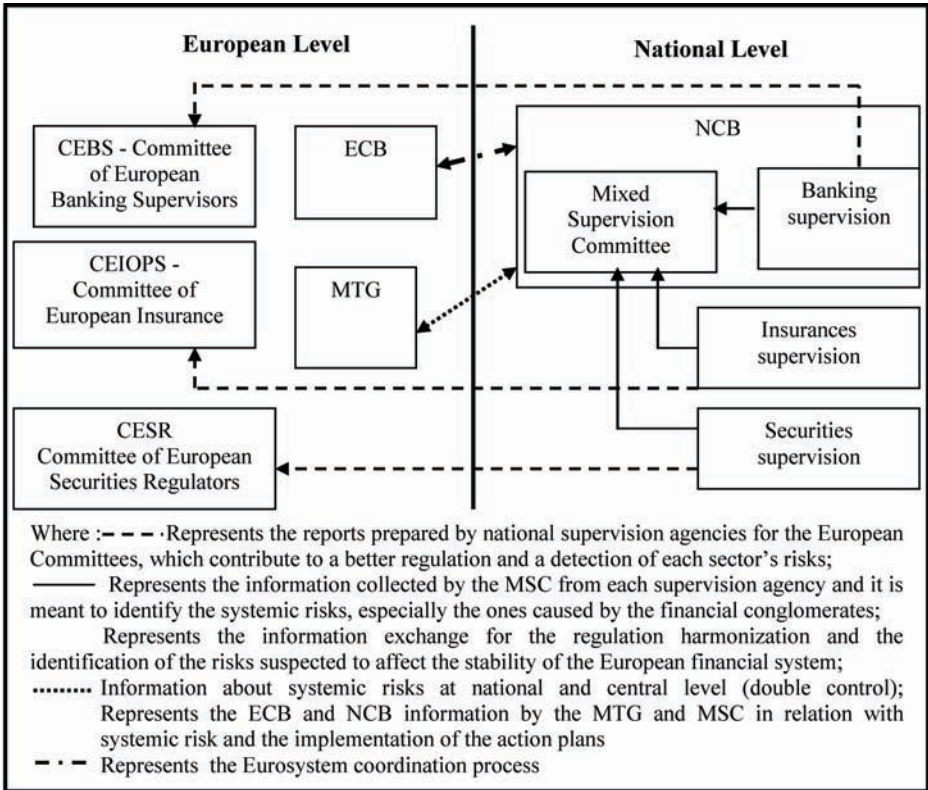 European Level
National Level
CEBS - Committee
of European
Banking Supervisors
ECB
NCB
Mixed
Supervision
Committee
Banking
supervision
CEIOPS -
Committee of
European Insurance
MTG
Insurances
supervision
CESR
Committee of European
Securities Regulators
Securities
supervision
Where : Represents the reports prepared by national supervision agencies for the European
Committees, which contribute to a better regulation and a detection of each sector's risks;
Represents the information collected by the MSC from each supervision agency and it is
meant to identify the systemic risks, especially the ones caused by the financial conglomerates;
Represents the information exchange for the regulation harmonization and the
identification of the risks suspected to affect the stability of the European financial system;
Information about systemic risks at national and central level (double control);
Represents the ECB and NCB information by the MTG and MSC in relation with
systemic risk and the implementation of the action plans
Represents the Eurosystem coordination process